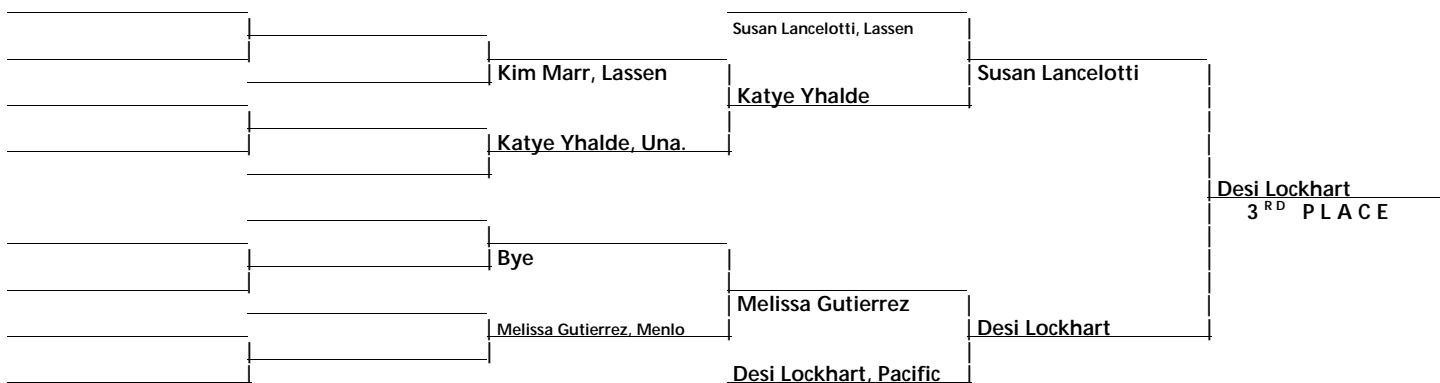 Susan Lancelotti, Lassen
Kim Marr, Lassen
Susan Lancelotti
Katye Yhalde
Katye Yhalde, Una.
Desi Lockhart
3RD PLACE
Bye
Melissa Gutierrez
Melissa Gutierrez, Menlo
Desi Lockhart
Desi Lockhart, Pacific